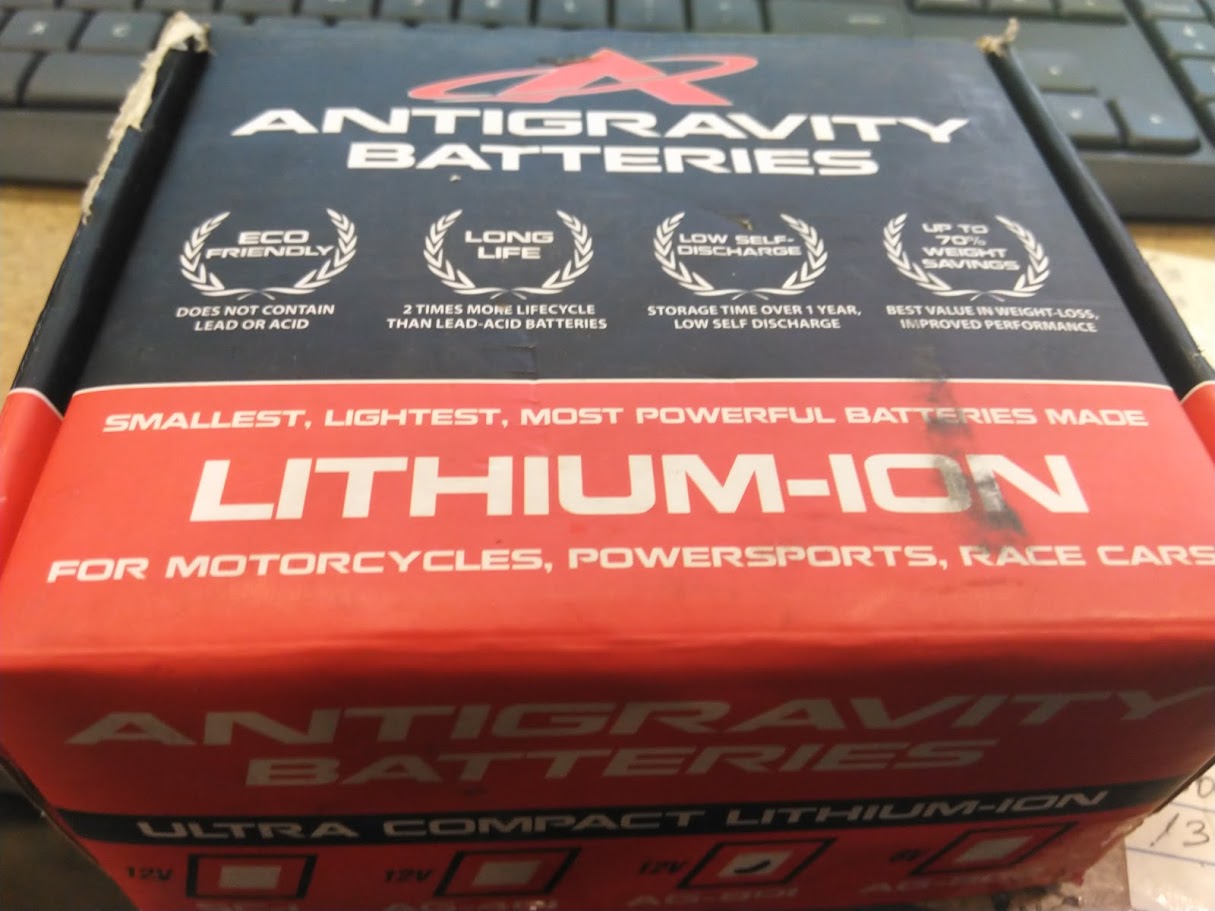 ANTIGRAVITY
BATTERIES
ECO
FRIENDLY
DOES NOT CONTAIN
LEAD OR ACID
LONG
LIFE
2 TIMES MORE LIFECYCLE
THAN LEAD-ACID BATTERIES
LOW SELF-
DISCHARGE
STORAGE TIME OVER 1 YEAR,
LOW SELF DISCHARGE
UP TO
70%
WEIGHT
SAVINGS
BEST VALUE IN WEIGHT-LOSS,
IMPROVED PERFORMANCE
SMALLEST, LIGHTEST, MOST POWERFUL BATTERIES MADE
LITHIUM-ION
FOR MOTORCYCLES, POWERSPORTS, RACE CARS
ANTIGRAVITY
BATTERIES
ULTRA COMPACT LITHIUM-ION
12V
12V
12V
6V
13